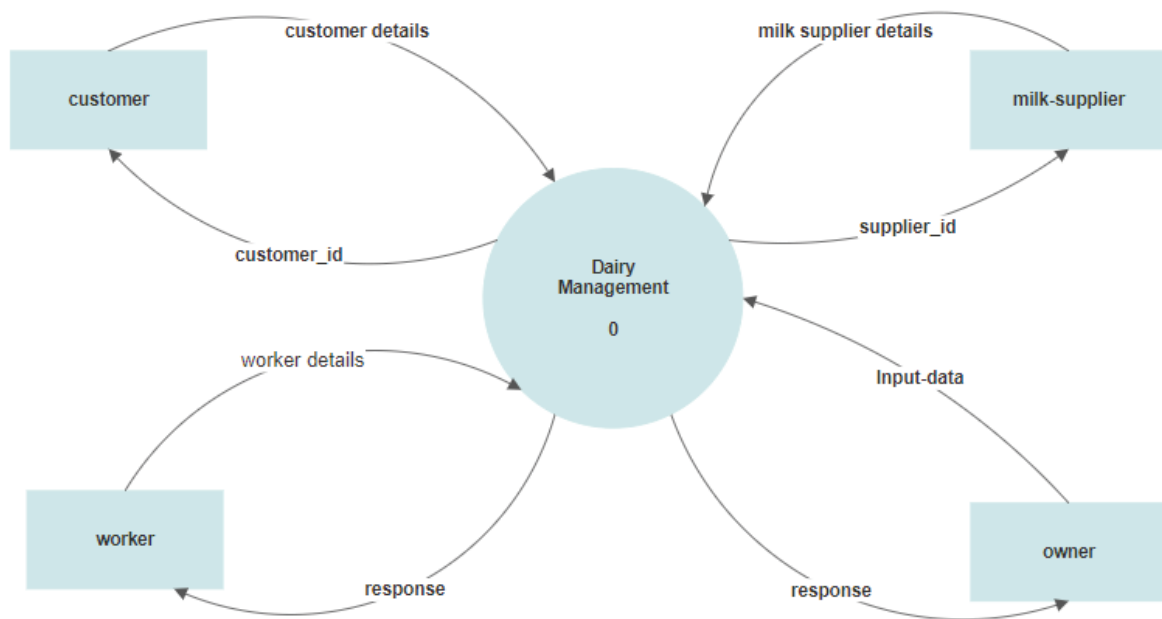 customer details
milk supplier details
customer
milk-supplier
customer_id
supplier_id
Dairy
Management
0
worker details
Input-data
worker
owner
response
response